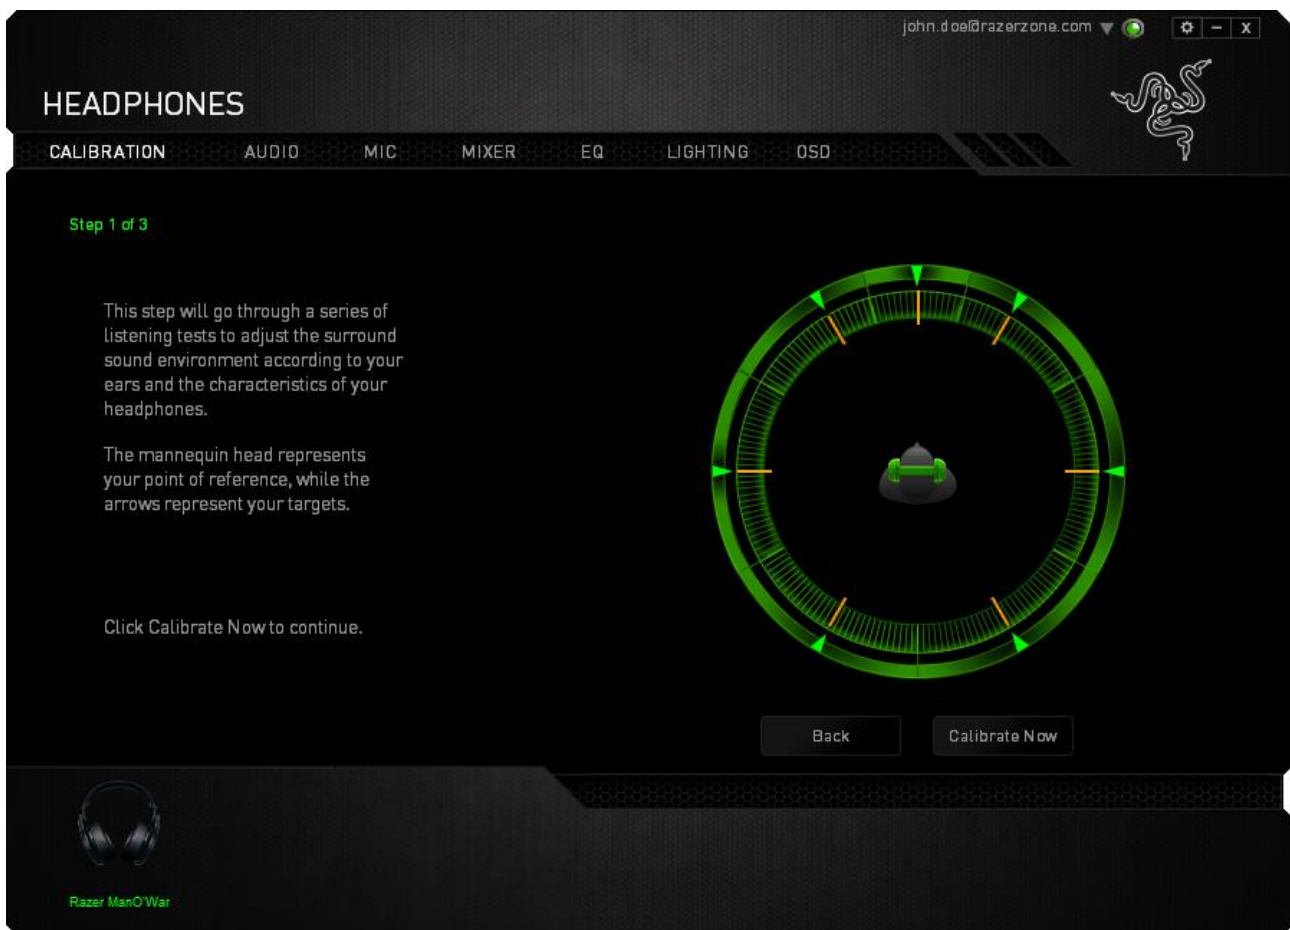 john.doe@razerzone.com
X
HEADPHONES
CALIBRATION AUDIO MIC MIXER EQ LIGHTING OSD
Step 1 of 3
This step will go through a series of
listening tests to adjust the surround
sound environment according to your
ears and the characteristics of your
headphones.
The mannequin head represents
your point of reference, while the
arrows represent your targets.
Click Calibrate Now to continue.
Back Calibrate Now
Razer ManO'War